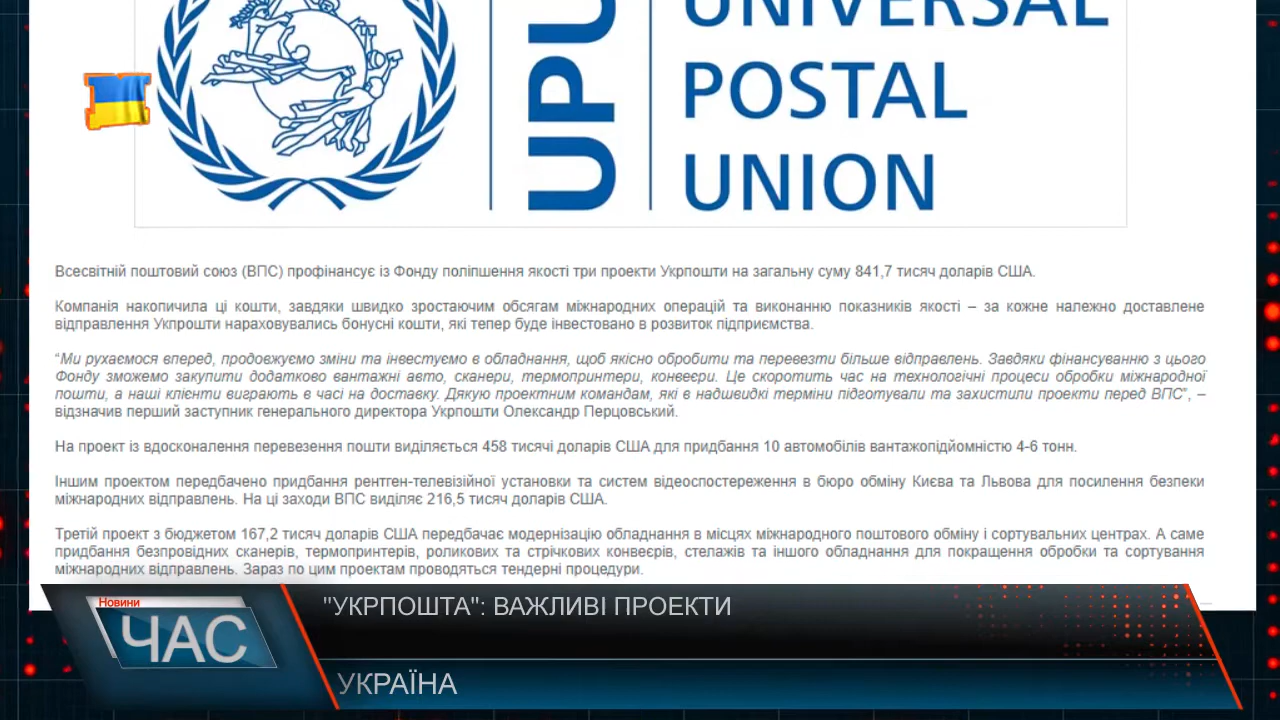 UNIVERSAL
UPU
POSTAL
UNION
Всесвітній поштовий союз (ВПС) профінансує із Фонду поліпшення якості три проекти Укрпошти на загальну суму 841,7 тисяч доларів США.
Компанія накопичила ці кошти, завдяки швидко зростаючим обсягам міжнародних операцій та виконанню показників якості – за кожне належно доставлене
відправлення Укпрошти нараховувались бонусні кошти, які тепер буде інвестовано в розвиток підприємства.
“Ми рухаємося вперед, продовжуємо зміни та інвестуємо в обладнання, щоб якісно обробити та перевезти більше відправлень. Завдяки фінансуванню з цього
Фонду зможемо закупити додатково вантажні авто, сканери, термопринтери, конвеєри. Це скоротить час на технологічні процеси обробки міжнародної
пошти, а наші клієнти виграють в часі на доставку. Дякую проектним командам, які в надшвидкі терміни підготували та захистили проекти перед ВПС”, –
відзначив перший заступник генерального директора Укрпошти Олександр Перцовський.
На проект із вдосконалення перевезення пошти виділяється 458 тисячі доларів США для придбання 10 автомобілів вантажопідйомністю 4-6 тонн.
Іншим проектом передбачено придбання рентген-телевізійної установки та систем відеоспостереження в бюро обміну Києва та Львова для посилення безпеки
міжнародних відправлень. На ці заходи ВПС виділяє 216,5 тисяч доларів США.
Третій проект з бюджетом 167,2 тисяч доларів США передбачає модернізацію обладнання в місцях міжнародного поштового обміну і сортувальних центрах. А саме
придбання безпровідних сканерів, термопринтерів, роликових та стрічкових конвеєрів, стелажів та іншого обладнання для покращення обробки та сортування
міжнародних відправлень. Зараз по цим проектам проводяться тендерні процедури.
Новини
ЧАС
"УКРПОШТА": ВАЖЛИВІ ПРОЕКТИ
УКРАЇНА